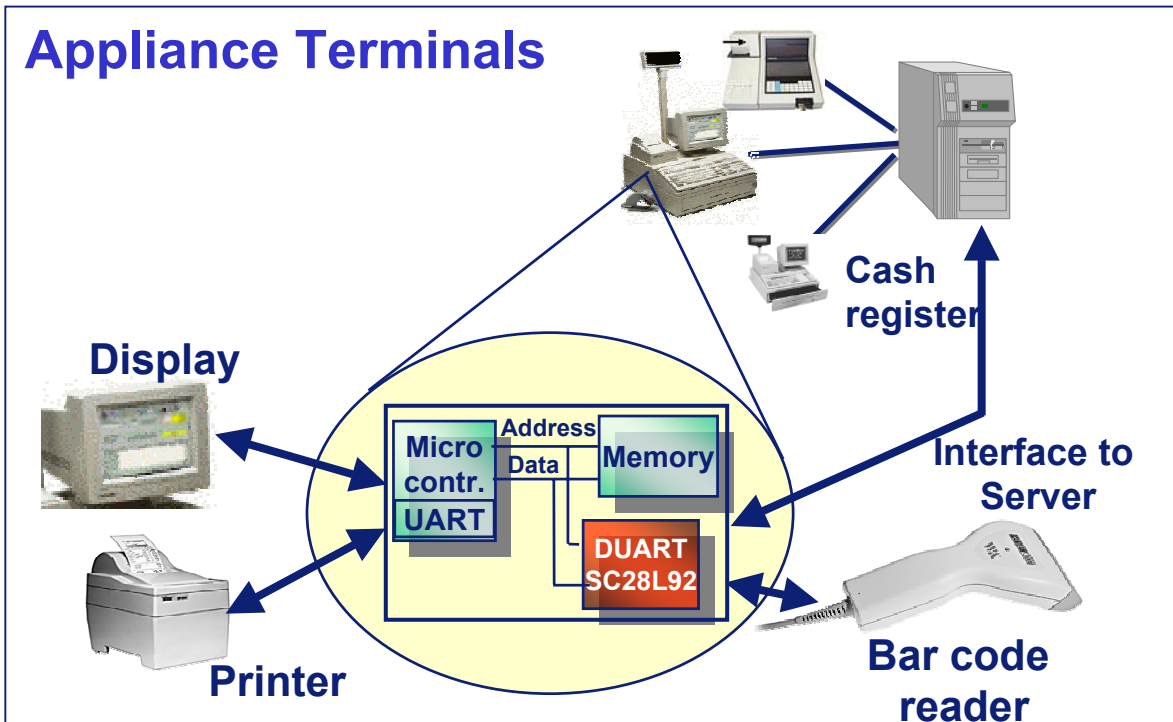 Appliance Terminals
Cash
register
Display
Address
Micro
contr.
Data
Memory
UART
DUART
SC28L92
Interface to
Server
Printer
Bar code
reader